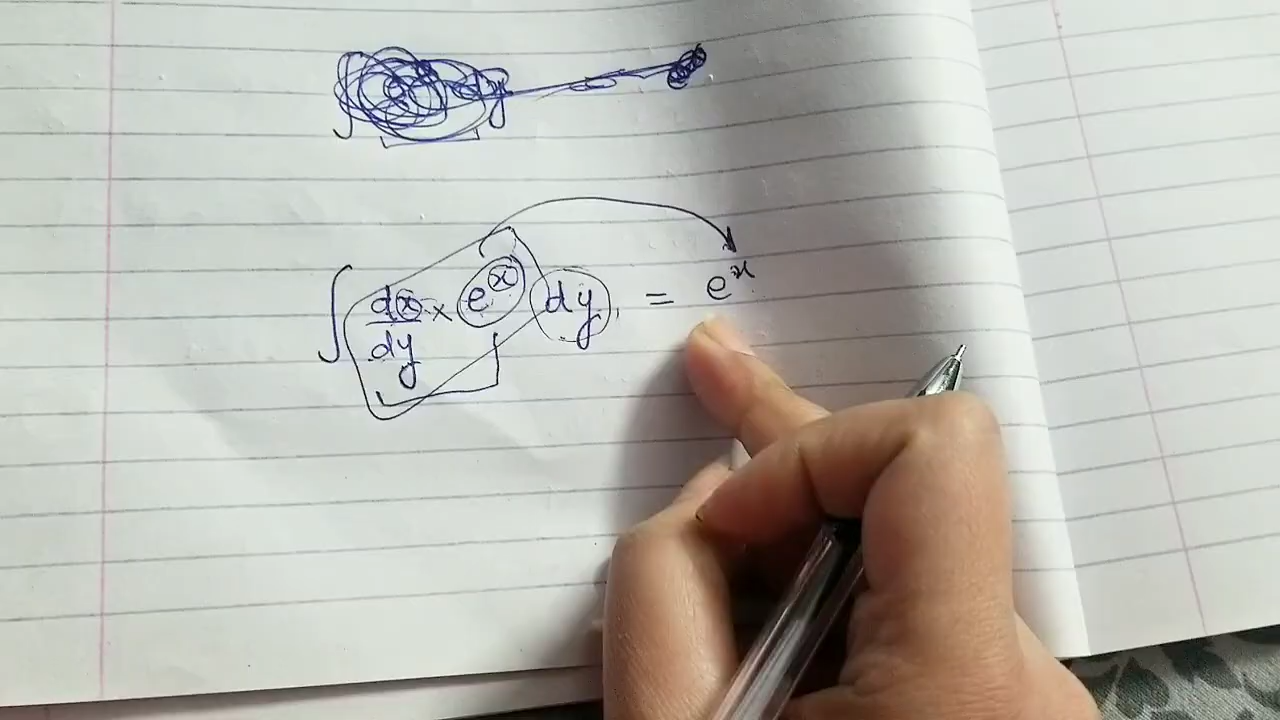 ∫ dx/dy × e^x dy = e^x